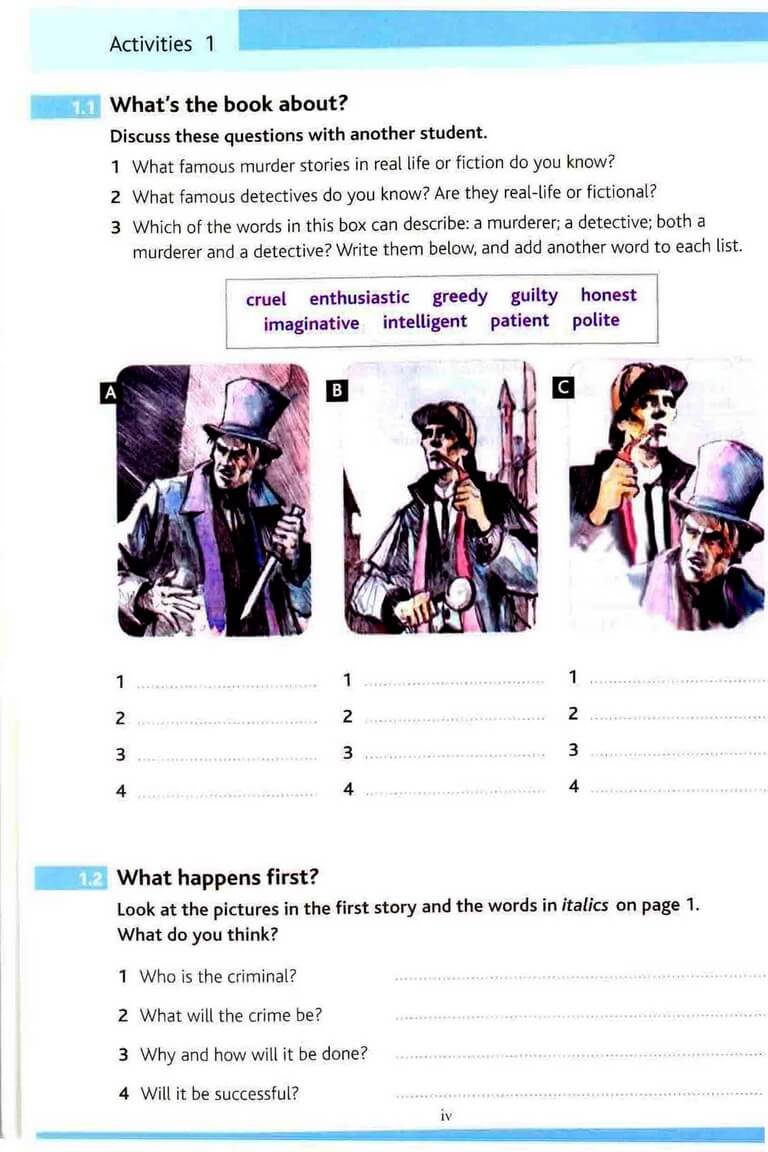 Activities 1
1.1 What's the book about?
Discuss these questions with another student.
1 What famous murder stories in real life or fiction do you know?
2 What famous detectives do you know? Are they real-life or fictional?
3 Which of the words in this box can describe: a murderer; a detective; both a
murderer and a detective? Write them below, and add another word to each list.
cruel enthusiastic greedy guilty honest
imaginative intelligent patient polite
A B C
1 1 1
2 2 2
3 3 3
4 4 4
1.2 What happens first?
Look at the pictures in the first story and the words in italics on page 1.
What do you think?
1 Who is the criminal?
2 What will the crime be?
3 Why and how will it be done?
4 Will it be successful?
iv